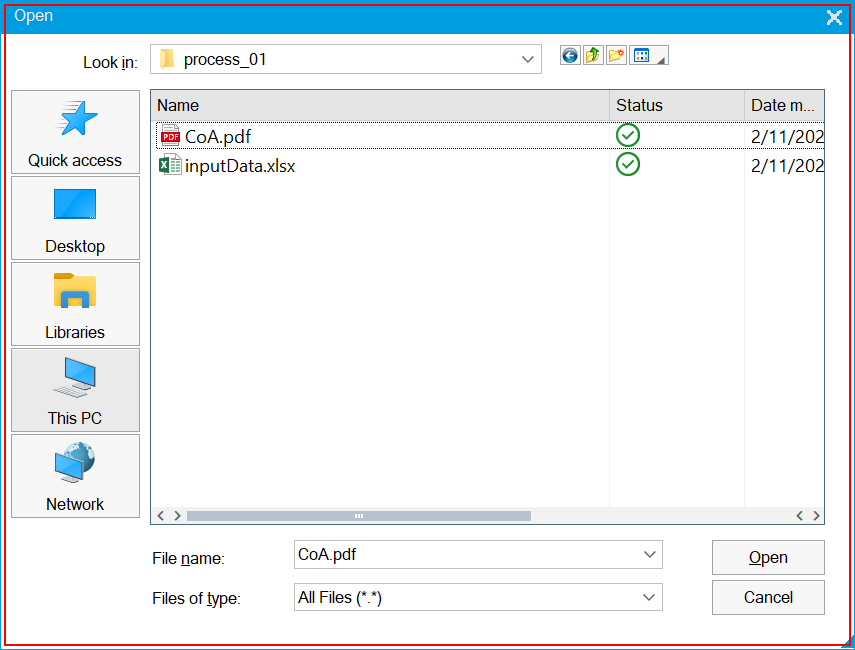 Open
Look in: process_01
Name Status Date m...
PDF CoA.pdf 2/11/202
inputData.xlsx 2/11/202
Quick access
Desktop
Libraries
This PC
Network
File name: CoA.pdf Open
Files of type: All Files (*.*) Cancel